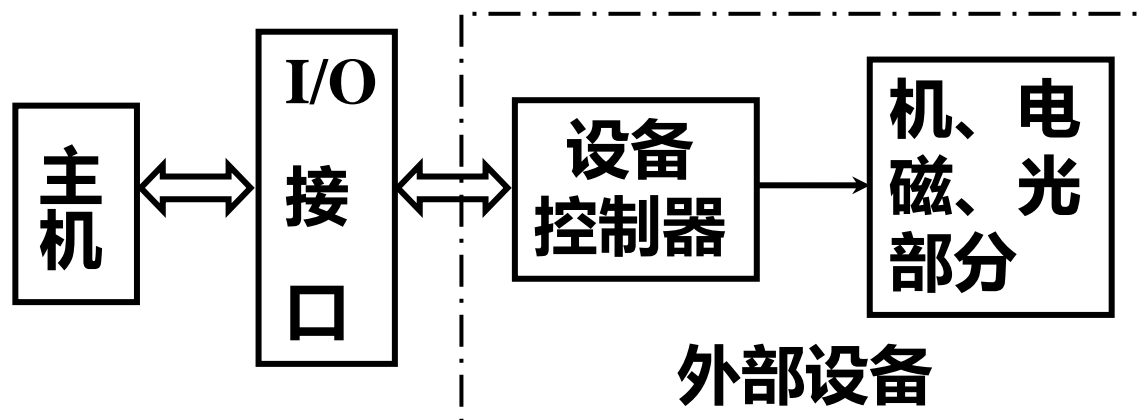 主
机
I/O
接
口
设备
控制器
机、电
磁、光
部分
外部设备